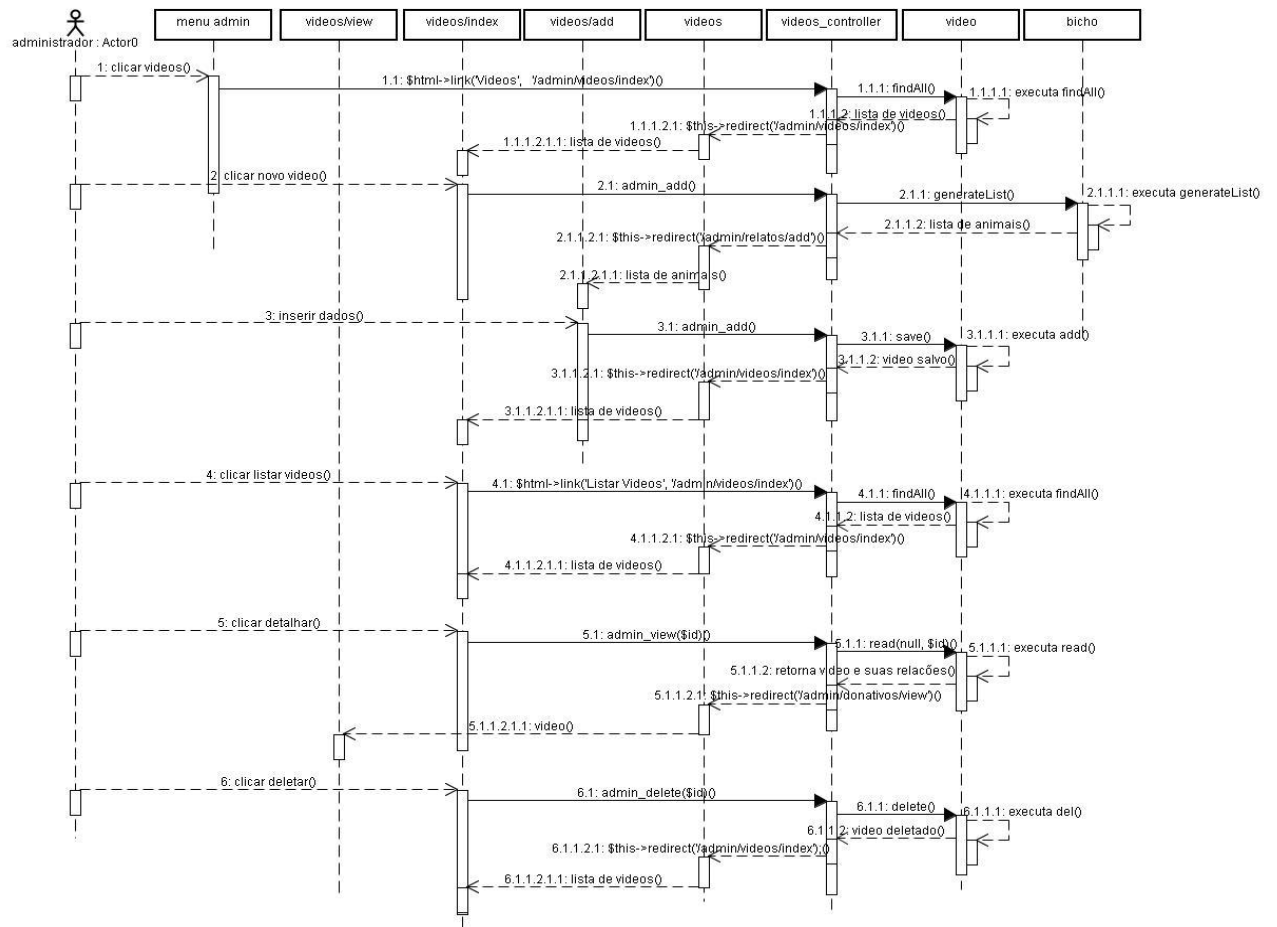 menu admin
videos/view
videos/index
videos/add
videos
videos_controller
video
bicho
administrador : Actor0
1: clicar videos()
1.1: $html->link('Videos', '/admin/videos/index')()
1.1.1: findAll()
1.1.1.1: executa findAll()
1.1.1.2: lista de videos()
1.1.1.2.1: $this->redirect('/admin/videos/index')()
1.1.1.2.1.1: lista de videos()
2: clicar novo video()
2.1: admin_add()
2.1.1: generateList()
2.1.1.1: executa generateList()
2.1.1.2: lista de animais()
2.1.1.2.1: $this->redirect('/admin/relatos/add')()
2.1.1.2.1.1: lista de animais()
3: inserir dados()
3.1: admin_add()
3.1.1: save()
3.1.1.1: executa add()
3.1.1.2: video salvo()
3.1.1.2.1: $this->redirect('/admin/videos/index')()
3.1.1.2.1.1: lista de videos()
4: clicar listar videos()
4.1: $html->link('Listar Videos', '/admin/videos/index')()
4.1.1: findAll()
4.1.1.1: executa findAll()
4.1.1.2: lista de videos()
4.1.1.2.1: $this->redirect('/admin/videos/index')()
4.1.1.2.1.1: lista de videos()
5: clicar detalhar()
5.1: admin_view($id)()
5.1.1: read(null, $id)()
5.1.1.1: executa read()
5.1.1.2: retorna video e suas relacões()
5.1.1.2.1: $this->redirect('/admin/donativos/view')()
5.1.1.2.1.1: video()
6: clicar deletar()
6.1: admin_delete($id)()
6.1.1: delete()
6.1.1.1: executa del()
6.1.1.2: video deletado()
6.1.1.2.1: $this->redirect('/admin/videos/index');()
6.1.1.2.1.1: lista de videos()